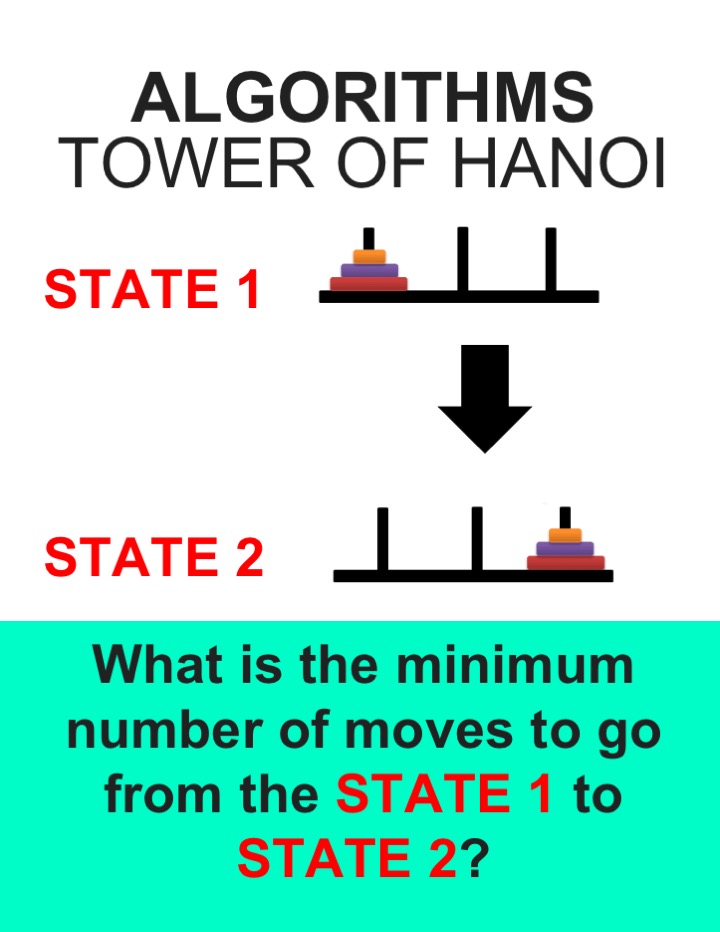 ALGORITHMS
TOWER OF HANOI
STATE 1
STATE 2
What is the minimum
number of moves to go
from the STATE 1 to
STATE 2?